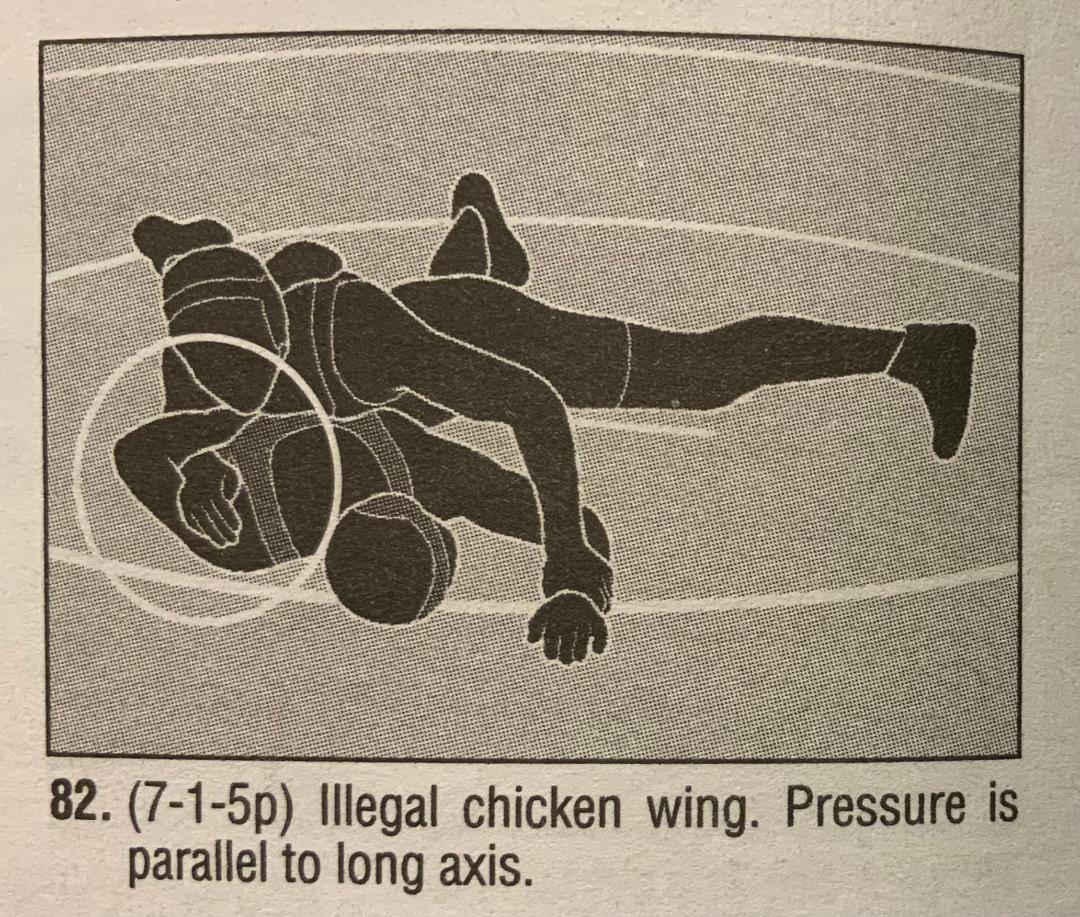 82. (7-1-5p) Illegal chicken wing. Pressure is
parallel to long axis.